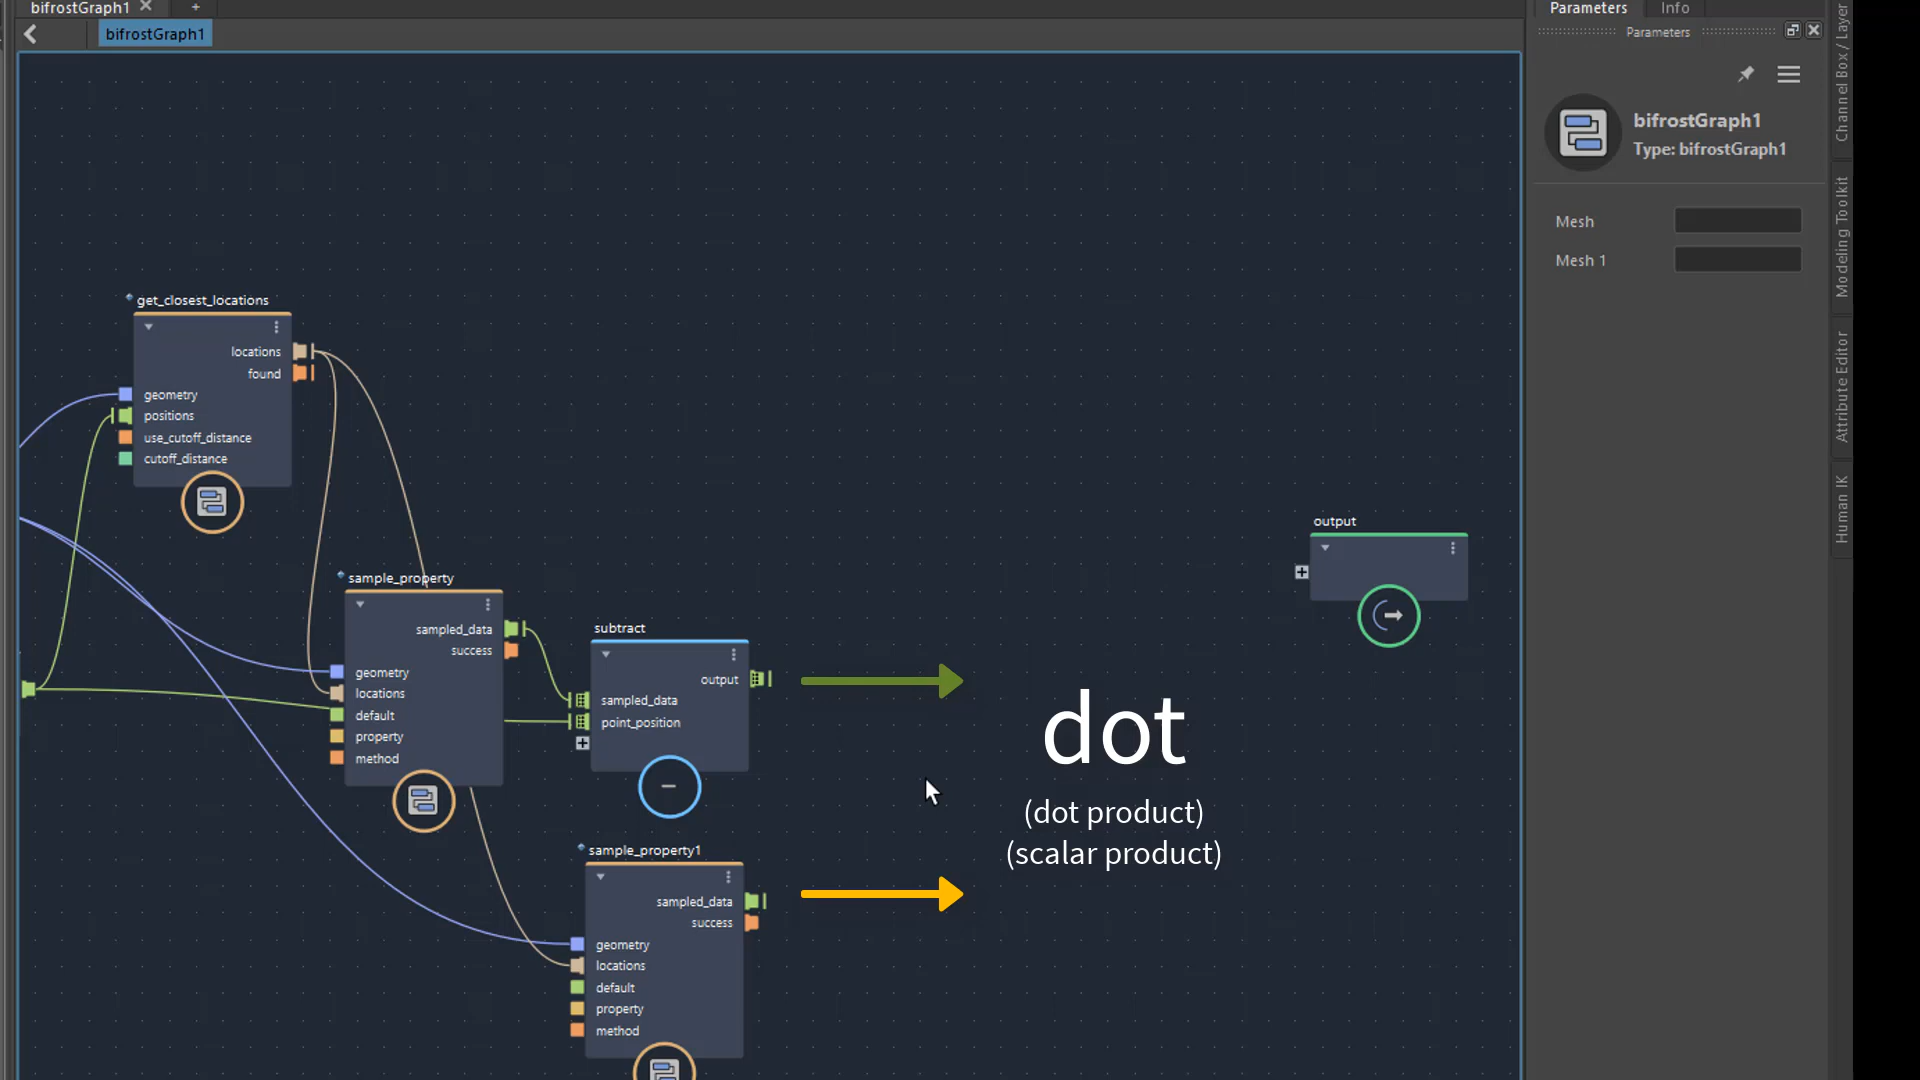 bifrostGraph1
+
bifrostGraph1
Parameters
Info
Parameters
bifrostGraph1
Type: bifrostGraph1
Mesh
Mesh 1
Channel Box / Layer
Modeling Toolkit
Attribute Editor
Human IK
get_closest_locations
locations
found
geometry
positions
use_cutoff_distance
cutoff_distance
sample_property
sampled_data
success
geometry
locations
default
property
method
subtract
output
sampled_data
point_position
sample_property1
sampled_data
success
geometry
locations
default
property
method
dot
(dot product)
(scalar product)
output